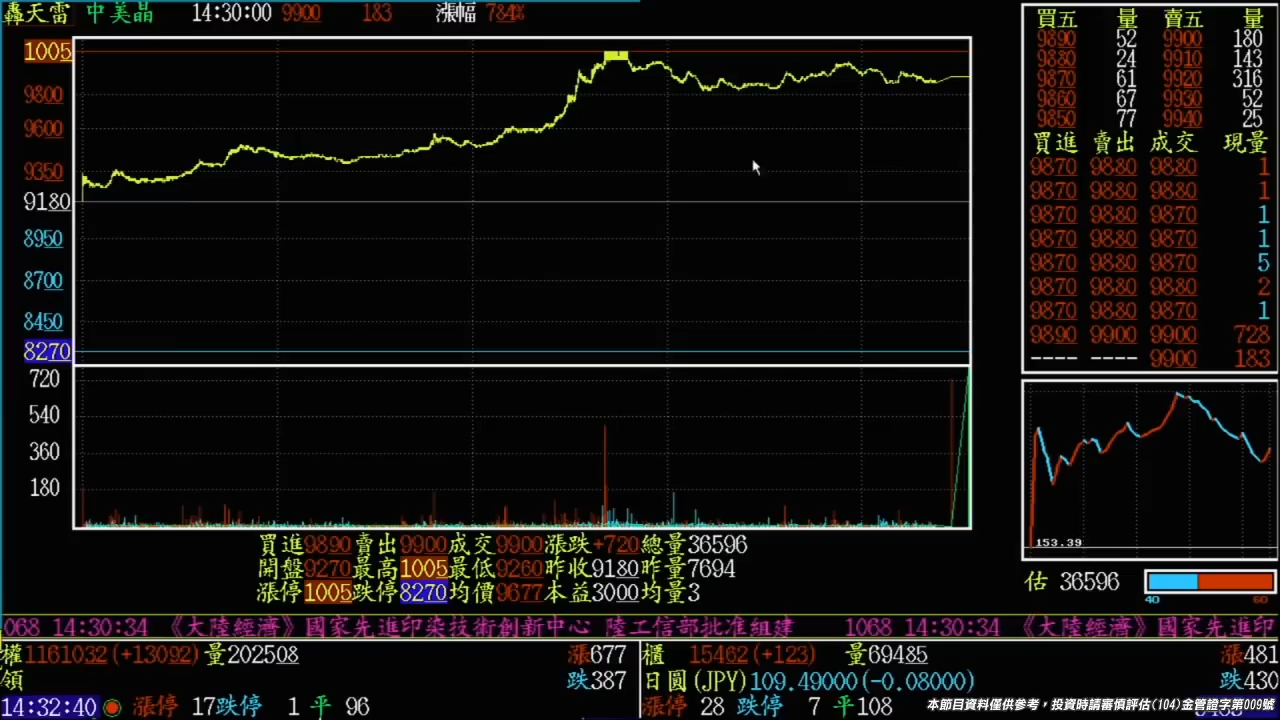 轟天雷 中美晶 14:30:00 9900 183 漲幅 784%
1005
9800
9600
9350
9180
8950
8700
8450
8270
720
540
360
180
買五 量 賣五 量
9890 52 9900 180
9880 24 9910 143
9870 61 9920 316
9860 67 9930 52
9850 77 9940 25
買進 賣出 成交 現量
9870 9880 9880 1
9870 9880 9880 1
9870 9880 9870 1
9870 9880 9870 1
9870 9880 9870 5
9870 9880 9880 2
9870 9880 9870 1
9890 9900 9900 728
---- ---- 9900 183
153.39
估 36596
40 60
買進9890賣出9900成交9900漲跌+720總量36596
開盤9270最高1005最低9260昨收9180昨量7694
漲停1005跌停8270均價9677本益3000均量3
068 14:30:34 《大陸經濟》國家先進印染技術創新中心 陸工信部批准組建 1068 14:30:34 《大陸經濟》國家先進印
權1161032(+13092)量202508 漲677
領 跌387
14:32:40 漲停 17跌停 1平 96
櫃 15462(+123) 量69485 漲481
日圓(JPY)109.49000(-0.08000) 跌430
漲停 28 跌停 7平108
本節目資料僅供參考，投資時請審慎評估(104)金管證字第009號